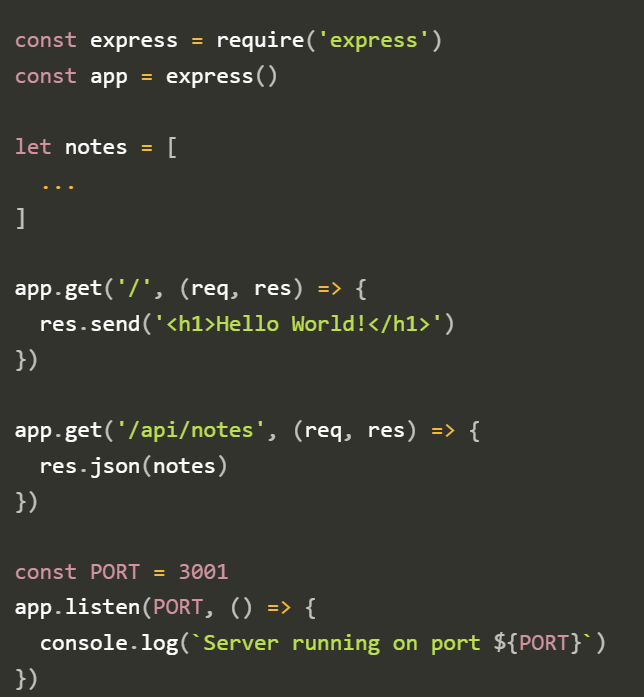 const express = require('express')
const app = express()
let notes = [
  ...
]
app.get('/', (req, res) => {
  res.send('<h1>Hello World!</h1>')
})
app.get('/api/notes', (req, res) => {
  res.json(notes)
})
const PORT = 3001
app.listen(PORT, () => {
  console.log(`Server running on port ${PORT}`)
})